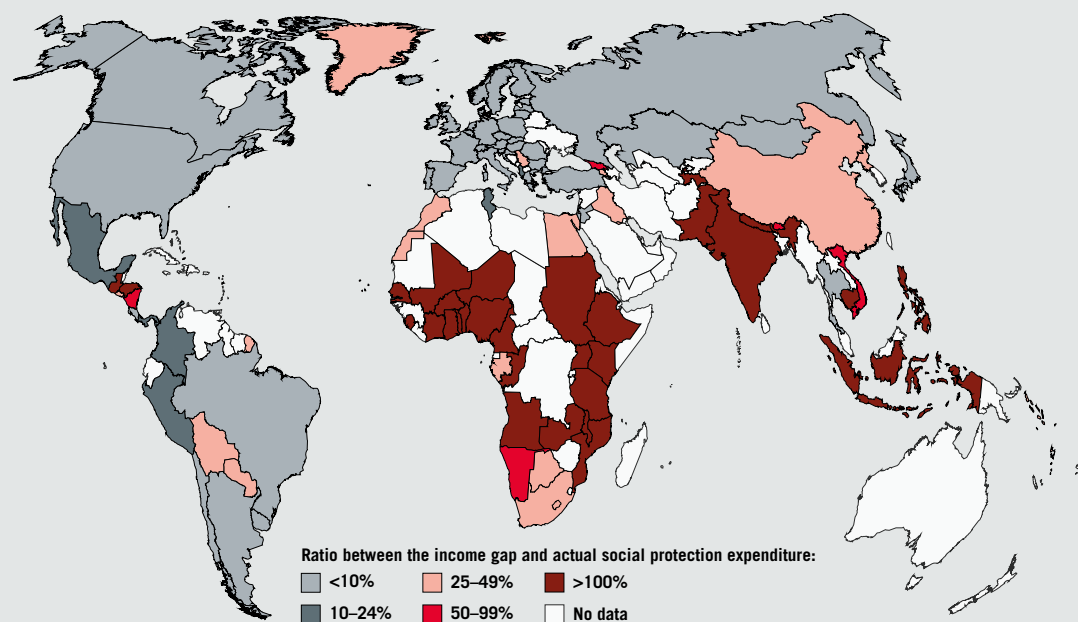 Ratio between the income gap and actual social protection expenditure:
<10% 25–49% >100%
10–24% 50–99% No data